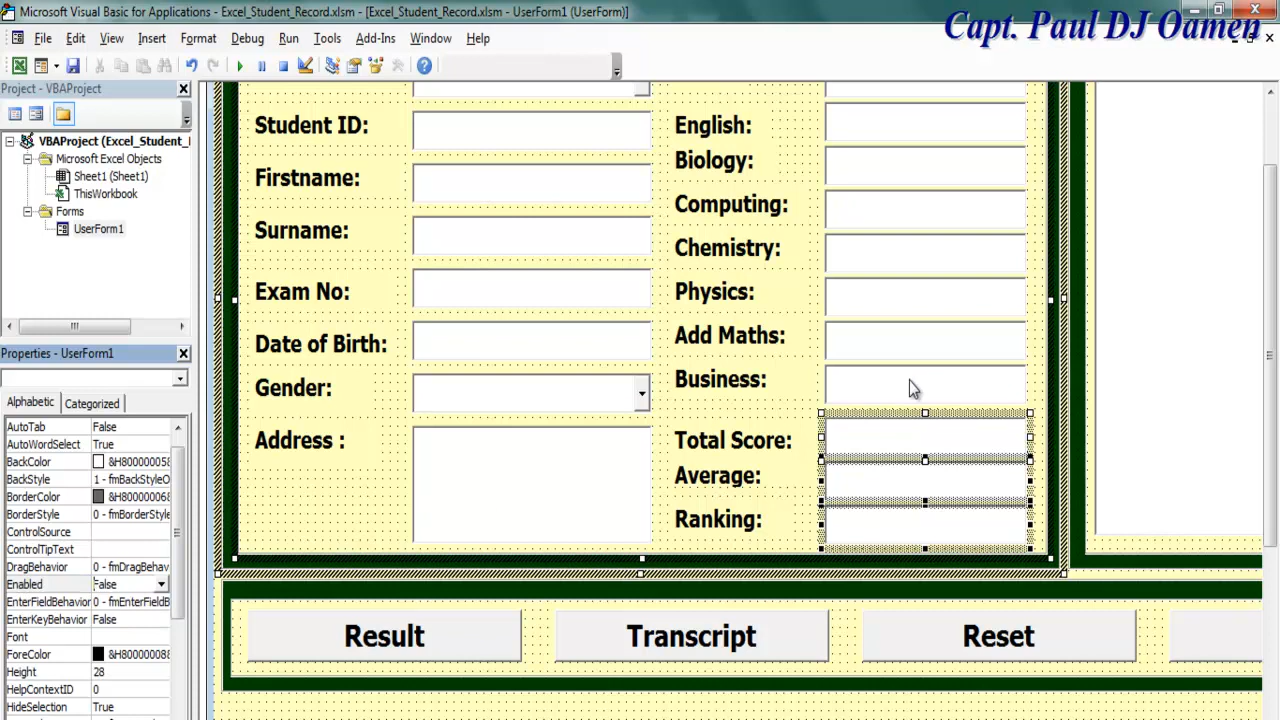 Microsoft Visual Basic for Applications - Excel_Student_Record.xlsm - [Excel_Student_Record.xlsm - UserForm1 (UserForm)]
Capt. Paul DJ Oamen
File Edit View Insert Format Debug Run Tools Add-Ins Window Help
Project - VBAProject
VBAProject (Excel_Student_
Microsoft Excel Objects
Sheet1 (Sheet1)
ThisWorkbook
Forms
UserForm1
Properties - UserForm1
Alphabetic Categorized
AutoTab False
AutoWordSelect True
BackColor &H80000005
BackStyle 1 - fmBackStyleO
BorderColor &H80000006
BorderStyle 0 - fmBorderStyle
ControlSource
ControlTipText
DragBehavior 0 - fmDragBehav
Enabled False
EnterFieldBehavior 0 - fmEnterFieldB
EnterKeyBehavior False
Font
ForeColor &H80000008
Height 28
HelpContextID 0
HideSelection True
Student ID: English:
Firstname: Biology:
Surname: Computing:
Chemistry:
Exam No: Physics:
Date of Birth: Add Maths:
Gender: Business:
Address : Total Score:
Average:
Ranking:
Result Transcript Reset